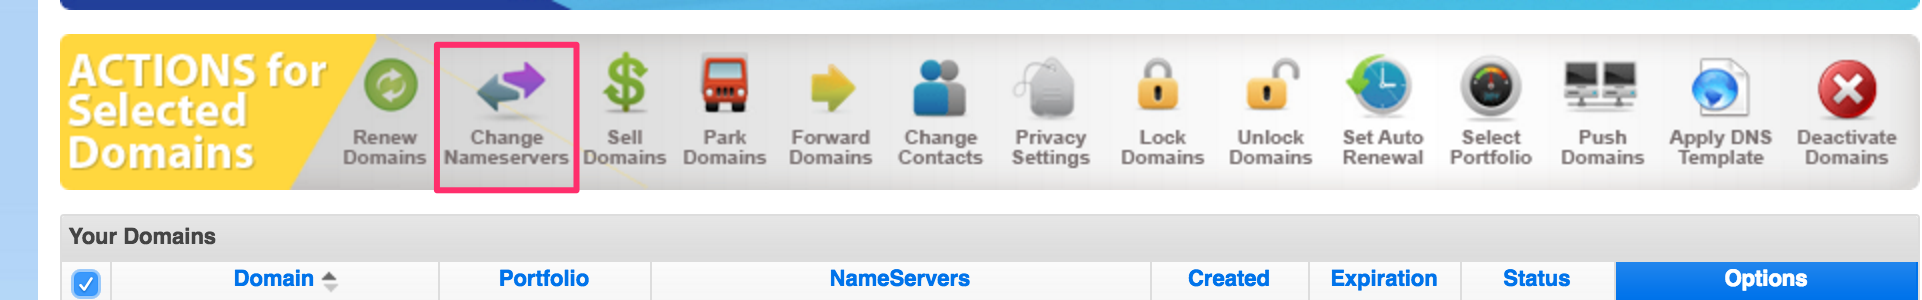 ACTIONS for
Selected
Domains
Renew
Domains
Change
Nameservers
Sell
Domains
Park
Domains
Forward
Domains
Change
Contacts
Privacy
Settings
Lock
Domains
Unlock
Domains
Set Auto
Renewal
Select
Portfolio
Push
Domains
Apply DNS
Template
Deactivate
Domains
Your Domains
Domain Portfolio NameServers Created Expiration Status Options